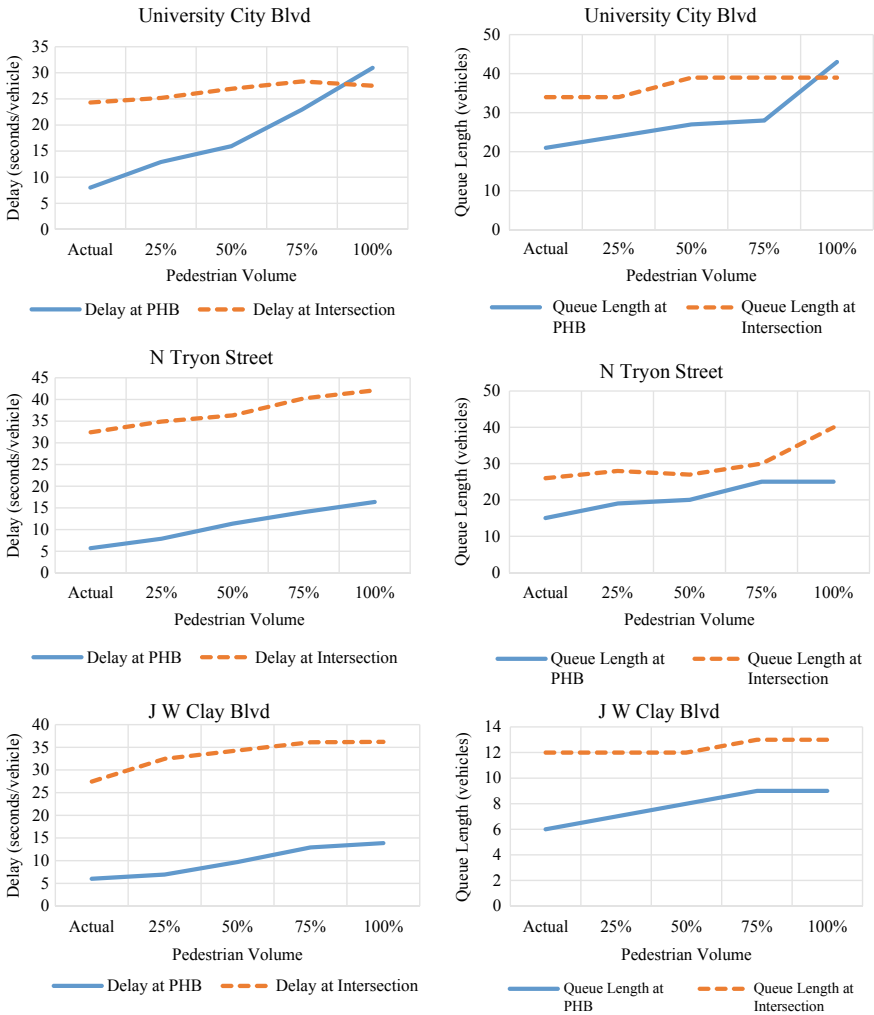 University City Blvd
Delay (seconds/vehicle)
35
30
25
20
15
10
5
0
Actual 25% 50% 75% 100%
Pedestrian Volume
Delay at PHB Delay at Intersection
University City Blvd
Queue Length (vehicles)
50
40
30
20
10
0
Actual 25% 50% 75% 100%
Pedestrian Volume
Queue Length at PHB
Queue Length at Intersection
N Tryon Street
Delay (seconds/vehicle)
45
40
35
30
25
20
15
10
5
0
Actual 25% 50% 75% 100%
Pedestrian Volume
Delay at PHB Delay at Intersection
N Tryon Street
Queue Length (vehicles)
50
40
30
20
10
0
Actual 25% 50% 75% 100%
Pedestrian Volume
Queue Length at
PHB
Queue Length at
Intersection
J W Clay Blvd
Delay (seconds/vehicle)
40
35
30
25
20
15
10
5
0
Actual 25% 50% 75% 100%
Pedestrian Volume
Delay at PHB Delay at Intersection
J W Clay Blvd
Queue Length (vehicles)
14
12
10
8
6
4
2
0
Actual 25% 50% 75% 100%
Pedestrian Volume
Queue Length at
PHB
Queue Length at
Intersection